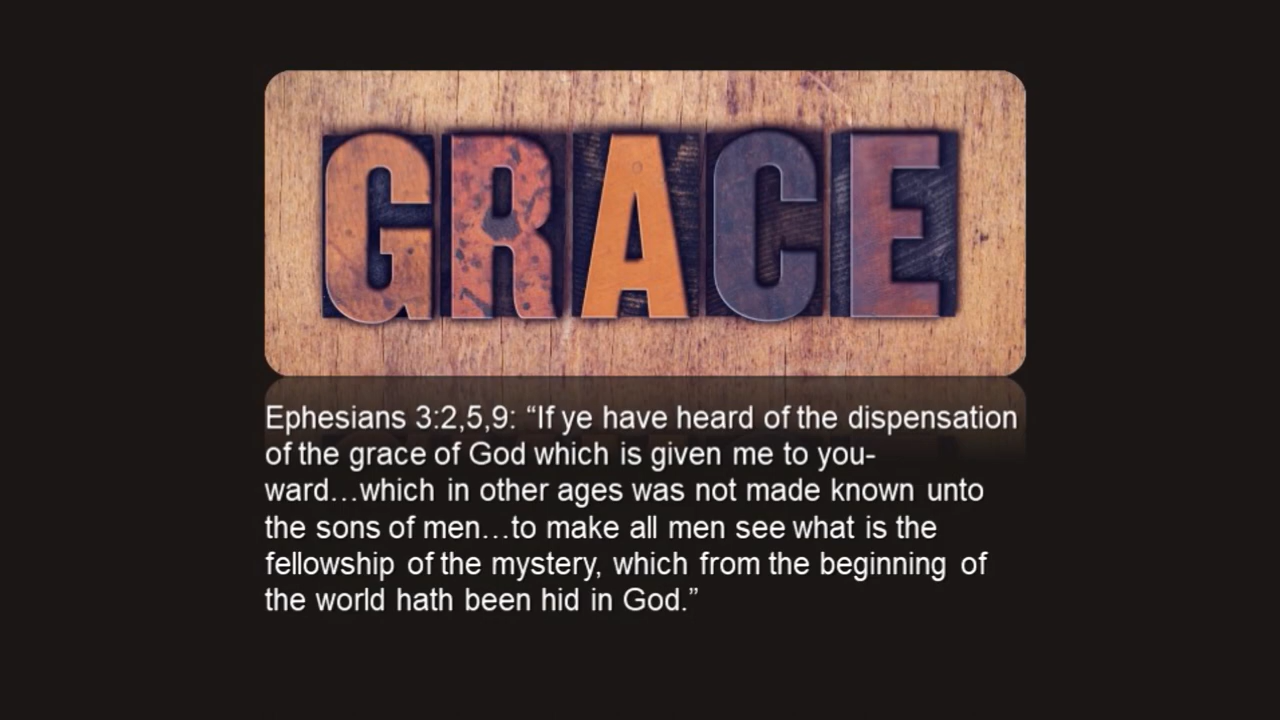 GRACE
Ephesians 3:2,5,9: “If ye have heard of the dispensation
of the grace of God which is given me to you-
ward…which in other ages was not made known unto
the sons of men…to make all men see what is the
fellowship of the mystery, which from the beginning of
the world hath been hid in God.”